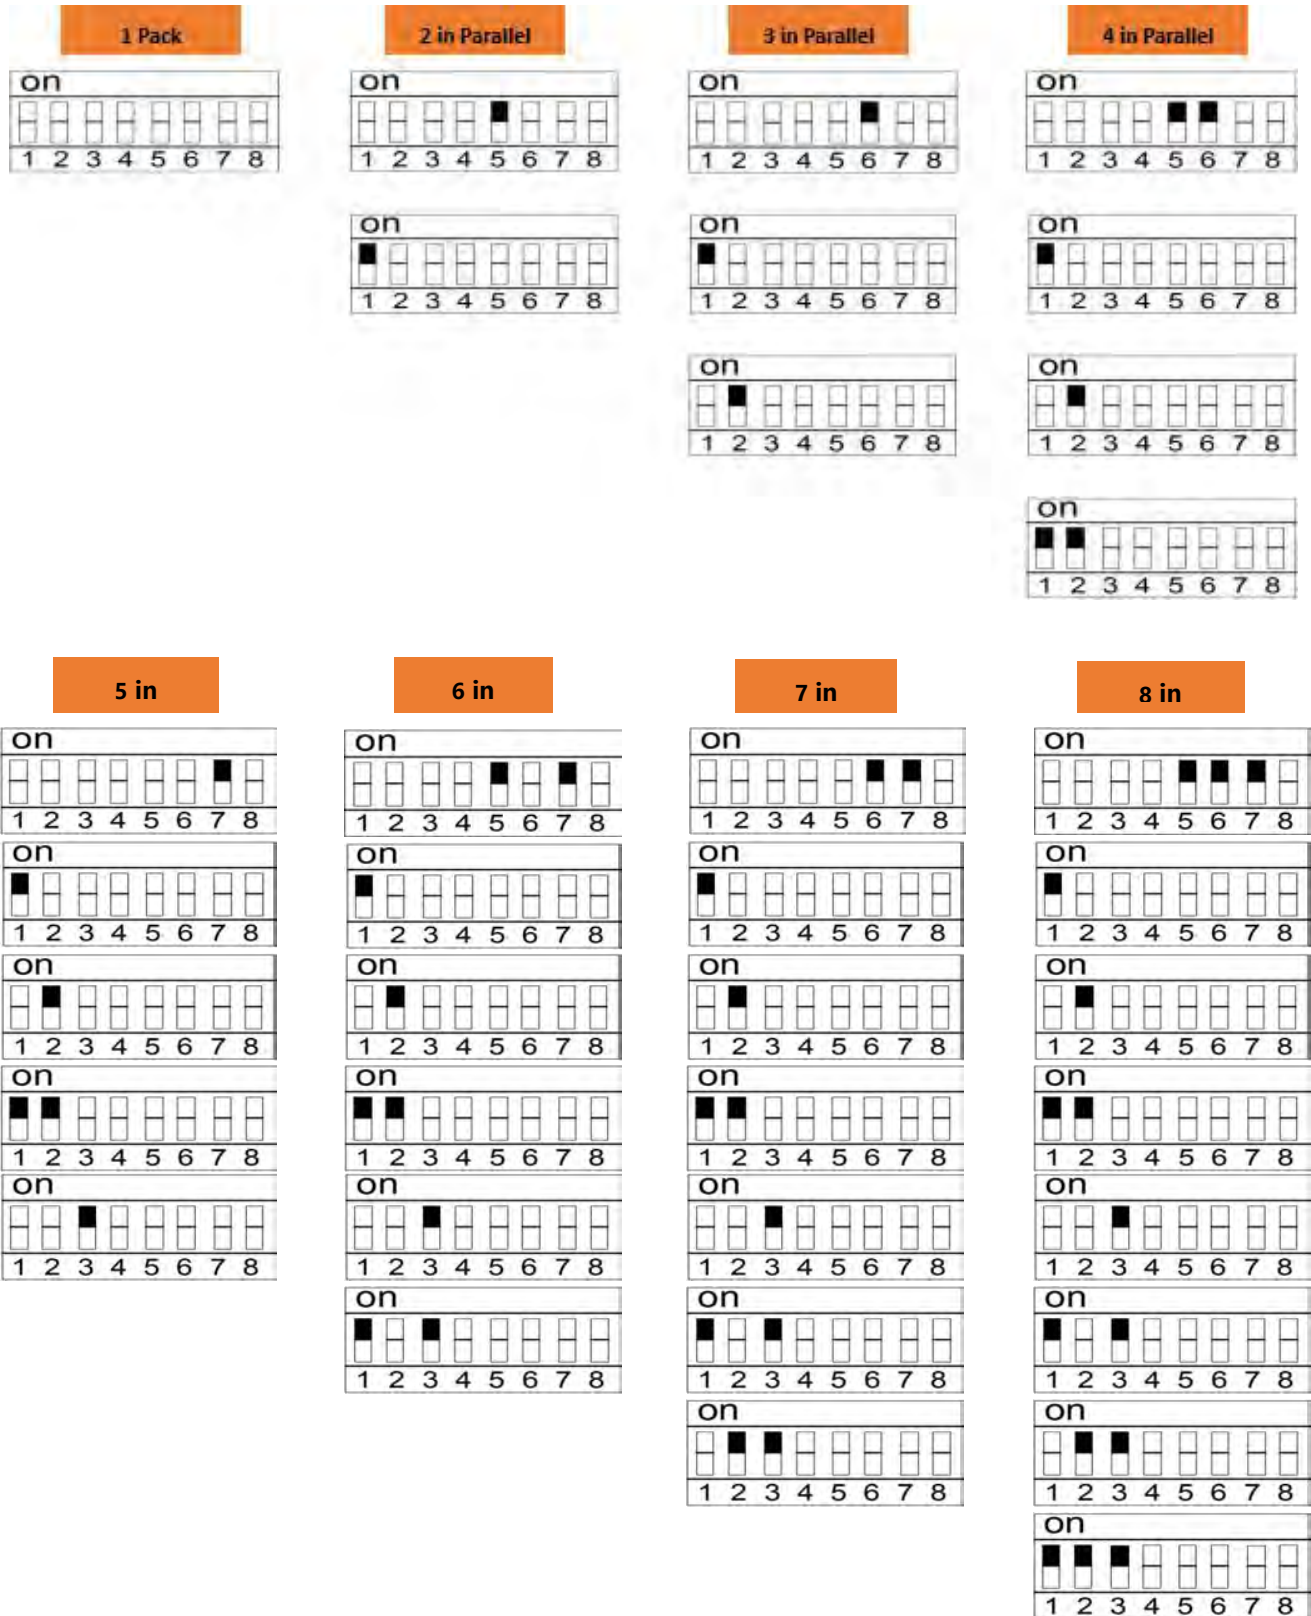 1 Pack 2 in Parallel 3 in Parallel 4 in Parallel
on on on on
1 2 3 4 5 6 7 8 1 2 3 4 5 6 7 8 1 2 3 4 5 6 7 8 1 2 3 4 5 6 7 8
on on on
1 2 3 4 5 6 7 8 1 2 3 4 5 6 7 8 1 2 3 4 5 6 7 8
on on
1 2 3 4 5 6 7 8 1 2 3 4 5 6 7 8
on
1 2 3 4 5 6 7 8
5 in 6 in 7 in 8 in
on on on on
1 2 3 4 5 6 7 8 1 2 3 4 5 6 7 8 1 2 3 4 5 6 7 8 1 2 3 4 5 6 7 8
on on on on
1 2 3 4 5 6 7 8 1 2 3 4 5 6 7 8 1 2 3 4 5 6 7 8 1 2 3 4 5 6 7 8
on on on on
1 2 3 4 5 6 7 8 1 2 3 4 5 6 7 8 1 2 3 4 5 6 7 8 1 2 3 4 5 6 7 8
on on on on
1 2 3 4 5 6 7 8 1 2 3 4 5 6 7 8 1 2 3 4 5 6 7 8 1 2 3 4 5 6 7 8
on on on on
1 2 3 4 5 6 7 8 1 2 3 4 5 6 7 8 1 2 3 4 5 6 7 8 1 2 3 4 5 6 7 8
on on on
1 2 3 4 5 6 7 8 1 2 3 4 5 6 7 8 1 2 3 4 5 6 7 8
on on
1 2 3 4 5 6 7 8 1 2 3 4 5 6 7 8
on
1 2 3 4 5 6 7 8